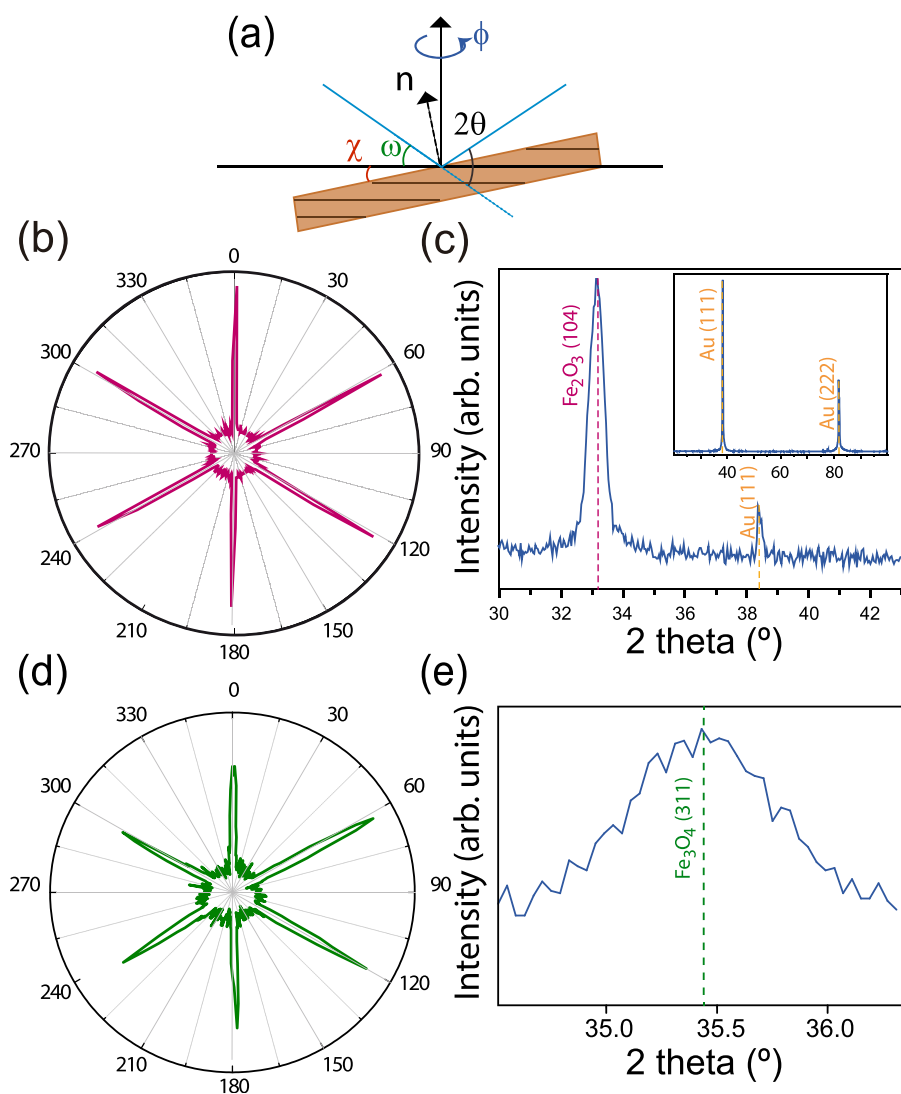 (a)
ϕ
n
2θ
χ
ω
(b)
0
30
60
90
120
150
180
210
240
270
300
330
(c)
Intensity (arb. units)
Fe₂O₃ (104)
Au (111)
Au (111)
Au (222)
40 60 80
30 32 34 36 38 40 42
2 theta (º)
(d)
0
30
60
90
120
150
180
210
240
270
300
330
(e)
Intensity (arb. units)
Fe₃O₄ (311)
35.0 35.5 36.0
2 theta (º)